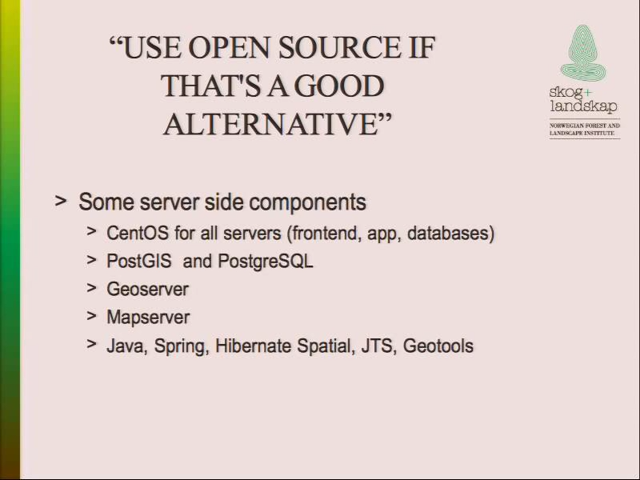 “USE OPEN SOURCE IF
THAT'S A GOOD
ALTERNATIVE”
skog+
landskap
NORWEGIAN FOREST AND
LANDSCAPE INSTITUTE
> Some server side components
> CentOS for all servers (frontend, app, databases)
> PostGIS and PostgreSQL
> Geoserver
> Mapserver
> Java, Spring, Hibernate Spatial, JTS, Geotools